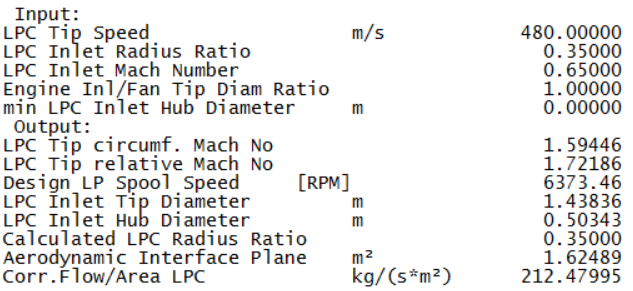 Input:
LPC Tip Speed m/s 480.00000
LPC Inlet Radius Ratio 0.35000
LPC Inlet Mach Number 0.65000
Engine Inl/Fan Tip Diam Ratio 1.00000
min LPC Inlet Hub Diameter m 0.00000
Output:
LPC Tip circumf. Mach No 1.59446
LPC Tip relative Mach No 1.72186
Design LP Spool Speed [RPM] 6373.46
LPC Inlet Tip Diameter m 1.43836
LPC Inlet Hub Diameter m 0.50343
Calculated LPC Radius Ratio 0.35000
Aerodynamic Interface Plane m² 1.62489
Corr.Flow/Area LPC kg/(s*m²) 212.47995